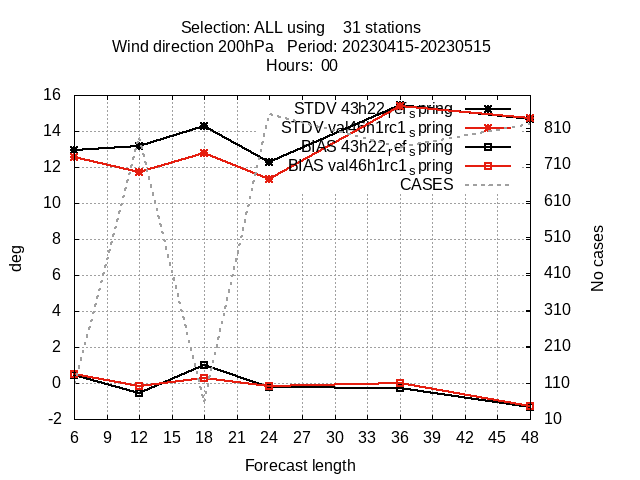 Selection: ALL using    31 stations
Wind direction 200hPa   Period: 20230415-20230515
Hours:  00
STDV 43h22_ref_spring
STDV val46h1rc1_spring
BIAS 43h22_ref_spring
BIAS val46h1rc1_spring
CASES
16
14
12
10
8
6
4
2
0
-2
deg
810
710
610
510
410
310
210
110
10
No cases
6 9 12 15 18 21 24 27 30 33 36 39 42 45 48
Forecast length